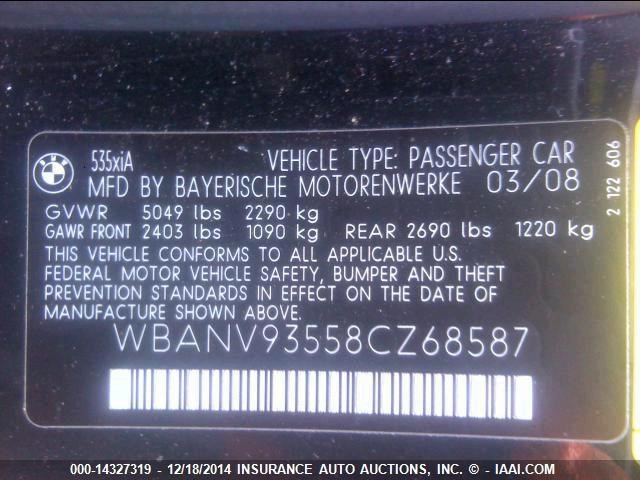 BMW
535xiA VEHICLE TYPE: PASSENGER CAR
MFD BY BAYERISCHE MOTORENWERKE 03/08
GVWR 5049 lbs 2290 kg
GAWR FRONT 2403 lbs 1090 kg REAR 2690 lbs 1220 kg
THIS VEHICLE CONFORMS TO ALL APPLICABLE U.S.
FEDERAL MOTOR VEHICLE SAFETY, BUMPER AND THEFT
PREVENTION STANDARDS IN EFFECT ON THE DATE OF
MANUFACTURE SHOWN ABOVE.
WBANV93558CZ68587
2 122 606
000-14327319 - 12/18/2014 INSURANCE AUTO AUCTIONS, INC. - © - IAAI.COM